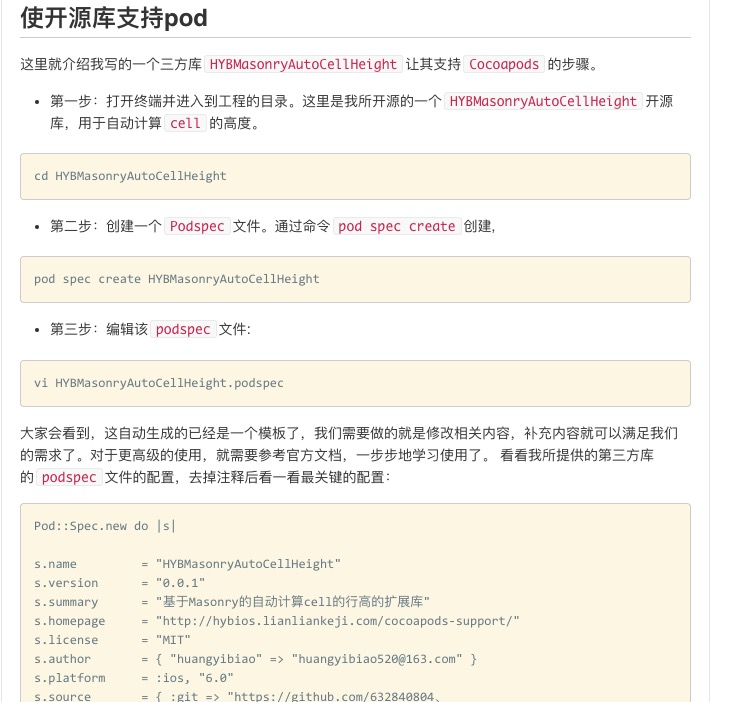 使开源库支持pod
这里就介绍我写的一个三方库 HYBMasonryAutoCellHeight 让其支持 Cocoapods 的步骤。
• 第一步：打开终端并进入到工程的目录。这里是我所开源的一个 HYBMasonryAutoCellHeight 开源
库，用于自动计算 cell 的高度。
cd HYBMasonryAutoCellHeight
• 第二步：创建一个 Podspec 文件。通过命令 pod spec create 创建,
pod spec create HYBMasonryAutoCellHeight
• 第三步：编辑该 podspec 文件:
vi HYBMasonryAutoCellHeight.podspec
大家会看到，这自动生成的已经是一个模板了，我们需要做的就是修改相关内容，补充内容就可以满足我们
的需求了。对于更高级的使用，就需要参考官方文档，一步步地学习使用了。 看看我所提供的第三方库
的 podspec 文件的配置，去掉注释后看一看最关键的配置：
Pod::Spec.new do |s|
s.name         = "HYBMasonryAutoCellHeight"
s.version      = "0.0.1"
s.summary      = "基于Masonry的自动计算cell的行高的扩展库"
s.homepage     = "http://hybios.lianliankeji.com/cocoapods-support/"
s.license      = "MIT"
s.author       = { "huangyibiao" => "huangyibiao520@163.com" }
s.platform     = :ios, "6.0"
s.source       = { :git => "https://github.com/632840804、